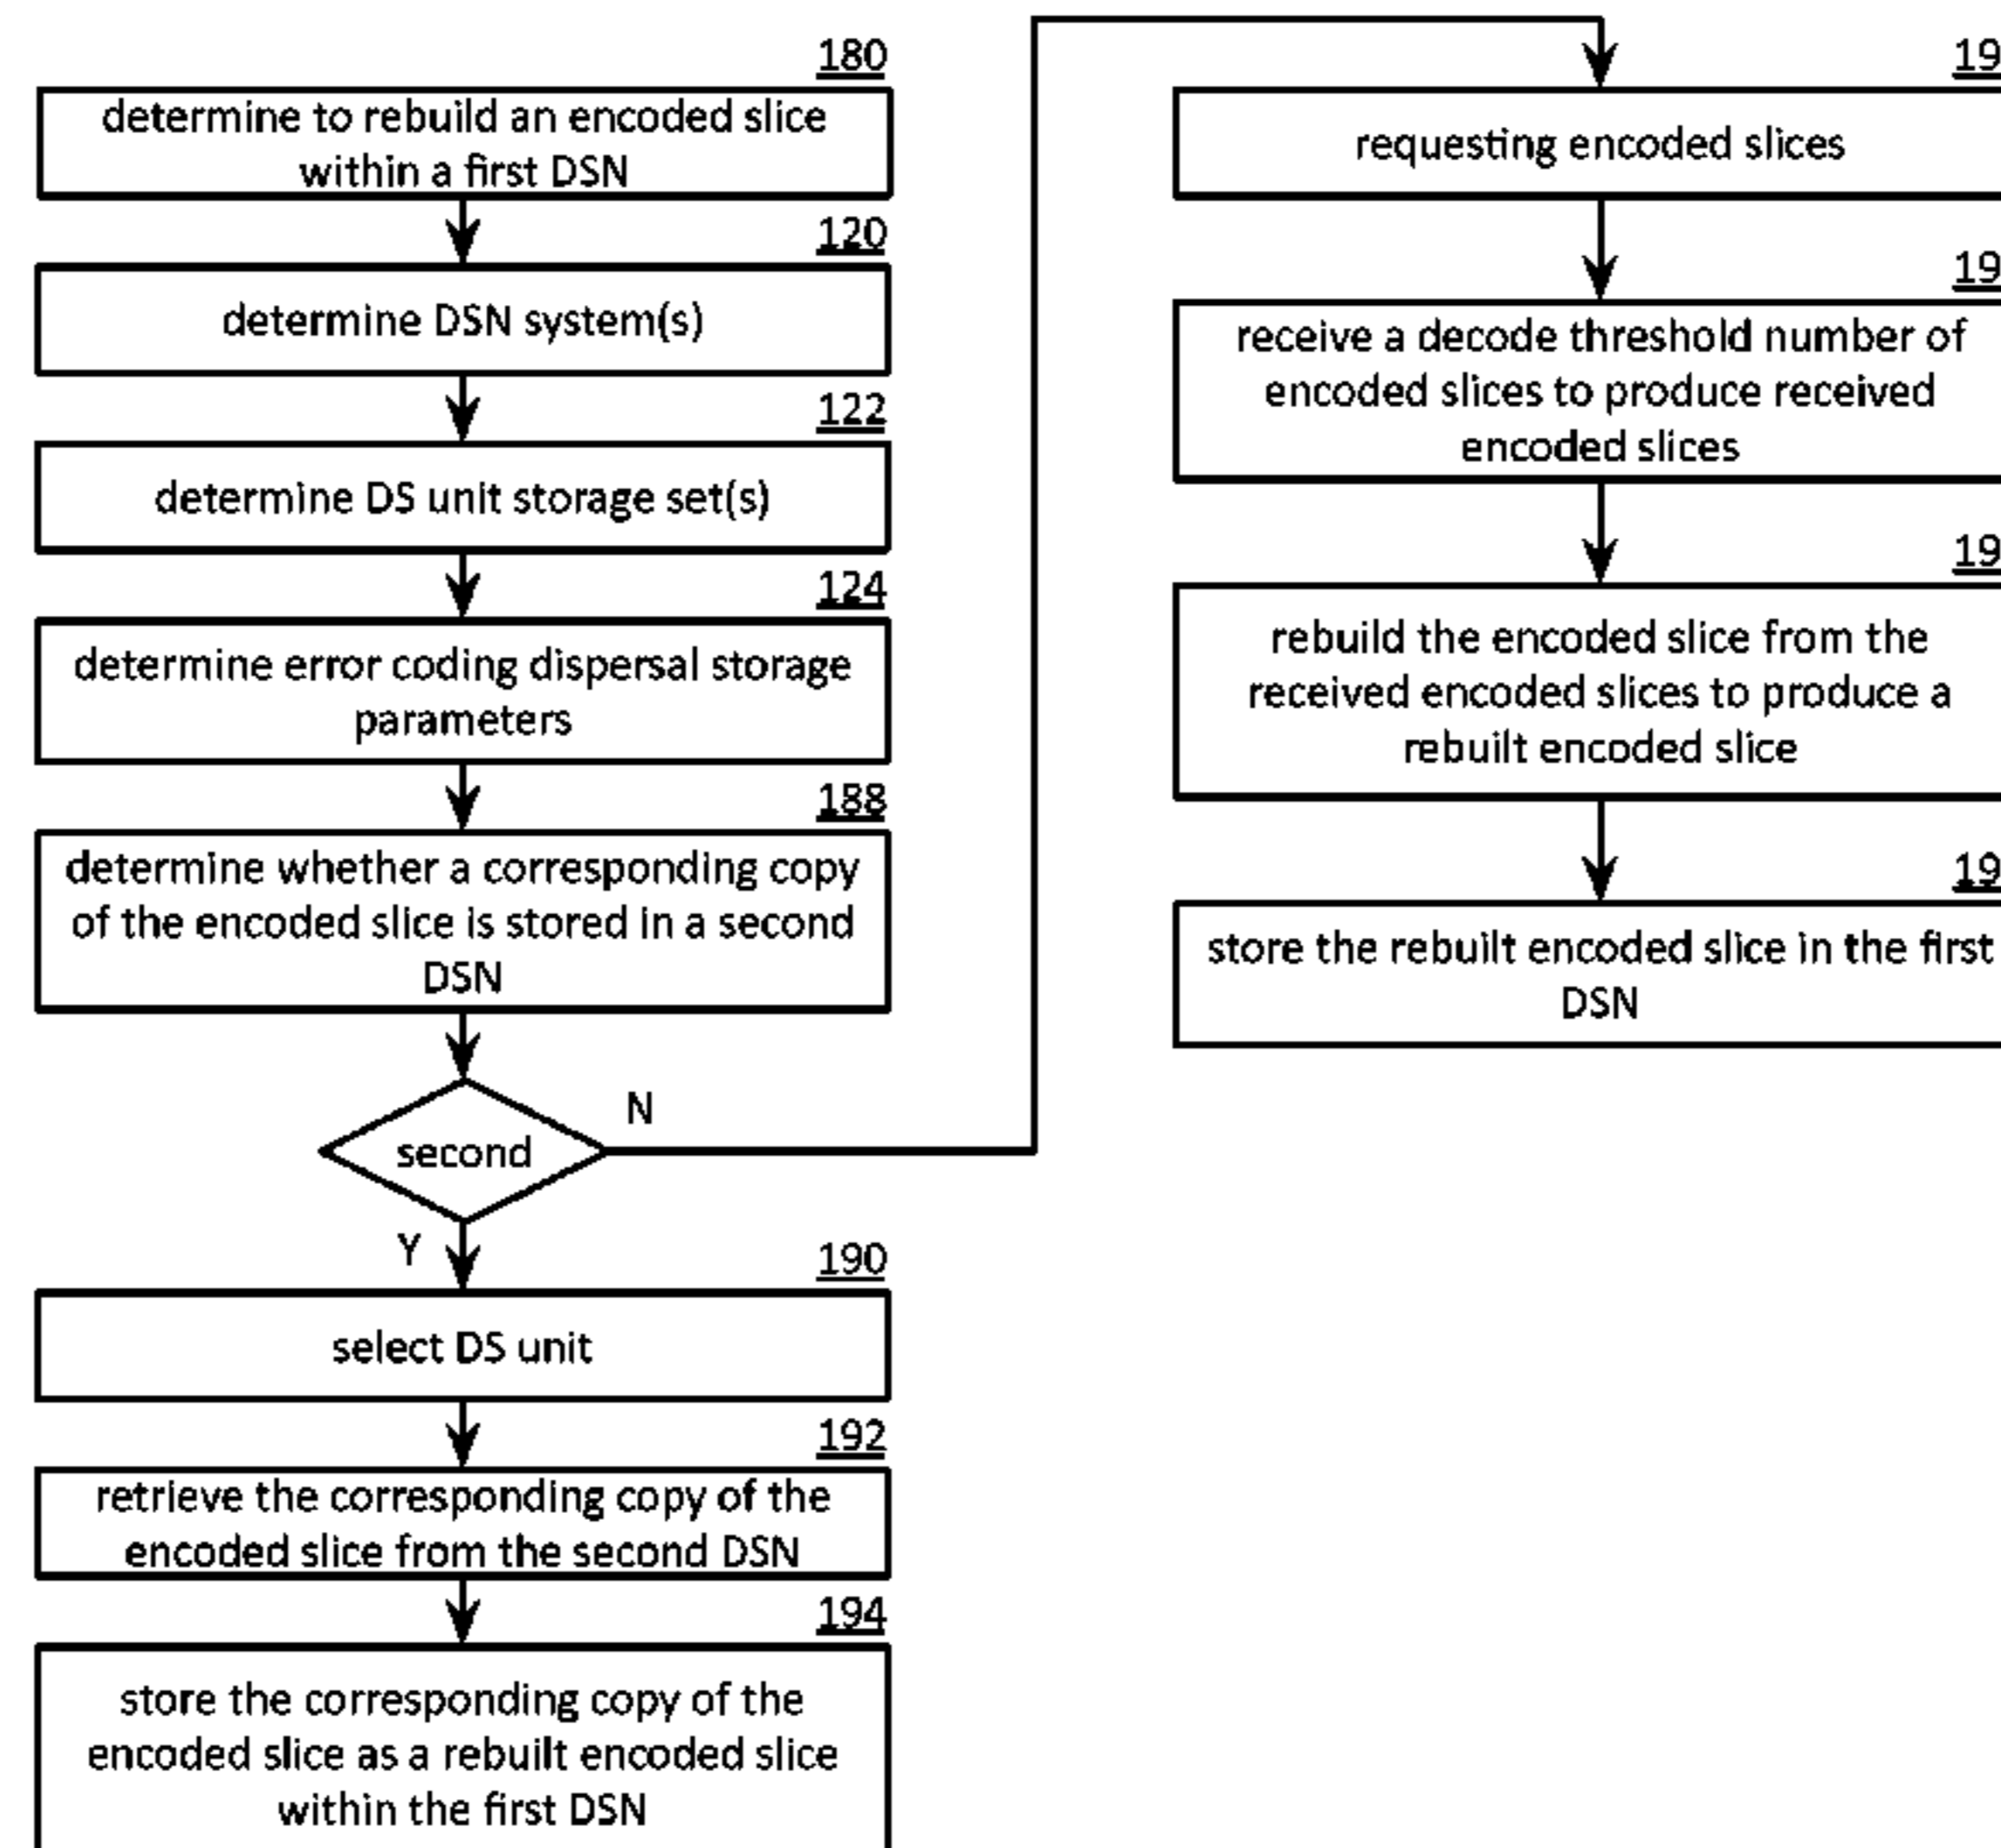 180
determine to rebuild an encoded slice
within a first DSN
120
determine DSN system(s)
122
determine DS unit storage set(s)
124
determine error coding dispersal storage
parameters
188
determine whether a corresponding copy
of the encoded slice is stored in a second
DSN
second
N
Y
190
select DS unit
192
retrieve the corresponding copy of the
encoded slice from the second DSN
194
store the corresponding copy of the
encoded slice as a rebuilt encoded slice
within the first DSN
19
requesting encoded slices
19
receive a decode threshold number of
encoded slices to produce received
encoded slices
19
rebuild the encoded slice from the
received encoded slices to produce a
rebuilt encoded slice
19
store the rebuilt encoded slice in the first
DSN